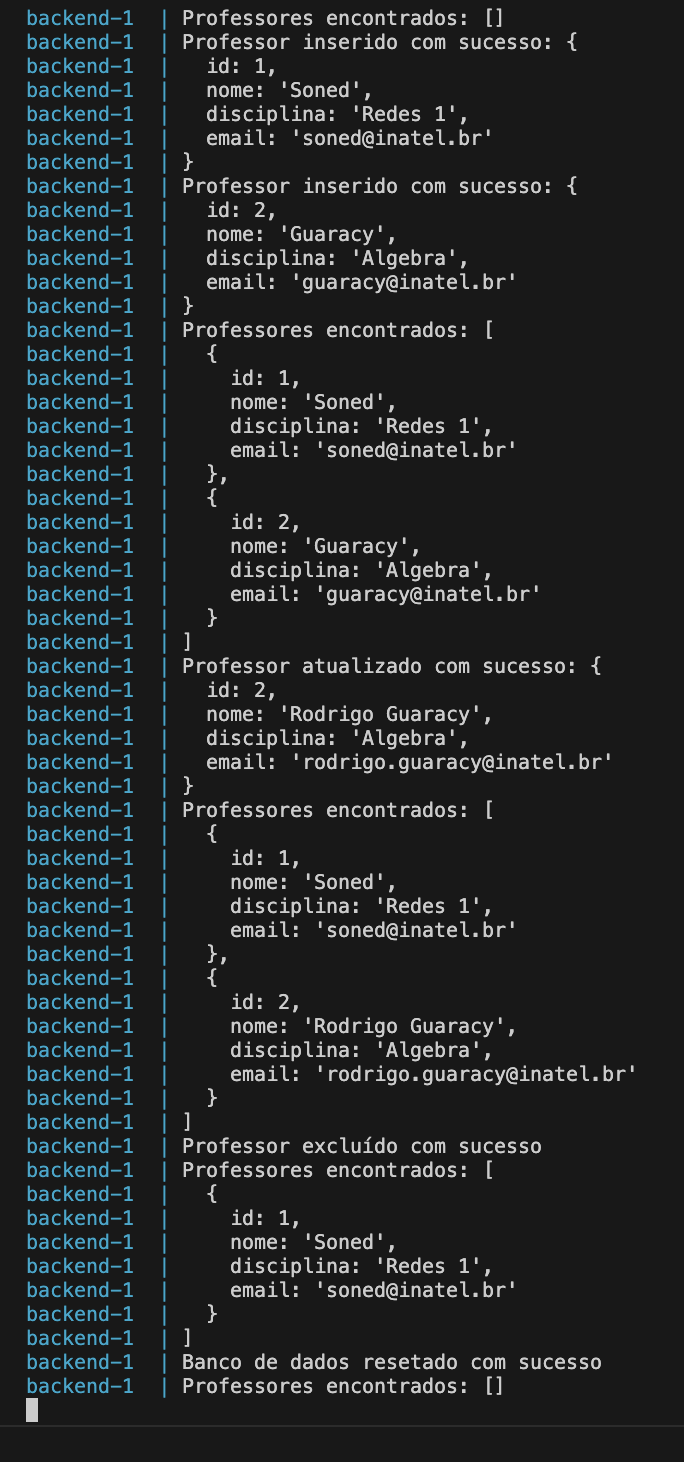 backend-1  | Professores encontrados: []
backend-1  | Professor inserido com sucesso: {
backend-1  |   id: 1,
backend-1  |   nome: 'Soned',
backend-1  |   disciplina: 'Redes 1',
backend-1  |   email: 'soned@inatel.br'
backend-1  | }
backend-1  | Professor inserido com sucesso: {
backend-1  |   id: 2,
backend-1  |   nome: 'Guaracy',
backend-1  |   disciplina: 'Algebra',
backend-1  |   email: 'guaracy@inatel.br'
backend-1  | }
backend-1  | Professores encontrados: [
backend-1  |   {
backend-1  |     id: 1,
backend-1  |     nome: 'Soned',
backend-1  |     disciplina: 'Redes 1',
backend-1  |     email: 'soned@inatel.br'
backend-1  |   },
backend-1  |   {
backend-1  |     id: 2,
backend-1  |     nome: 'Guaracy',
backend-1  |     disciplina: 'Algebra',
backend-1  |     email: 'guaracy@inatel.br'
backend-1  |   }
backend-1  | ]
backend-1  | Professor atualizado com sucesso: {
backend-1  |   id: 2,
backend-1  |   nome: 'Rodrigo Guaracy',
backend-1  |   disciplina: 'Algebra',
backend-1  |   email: 'rodrigo.guaracy@inatel.br'
backend-1  | }
backend-1  | Professores encontrados: [
backend-1  |   {
backend-1  |     id: 1,
backend-1  |     nome: 'Soned',
backend-1  |     disciplina: 'Redes 1',
backend-1  |     email: 'soned@inatel.br'
backend-1  |   },
backend-1  |   {
backend-1  |     id: 2,
backend-1  |     nome: 'Rodrigo Guaracy',
backend-1  |     disciplina: 'Algebra',
backend-1  |     email: 'rodrigo.guaracy@inatel.br'
backend-1  |   }
backend-1  | ]
backend-1  | Professor excluído com sucesso
backend-1  | Professores encontrados: [
backend-1  |   {
backend-1  |     id: 1,
backend-1  |     nome: 'Soned',
backend-1  |     disciplina: 'Redes 1',
backend-1  |     email: 'soned@inatel.br'
backend-1  |   }
backend-1  | ]
backend-1  | Banco de dados resetado com sucesso
backend-1  | Professores encontrados: []